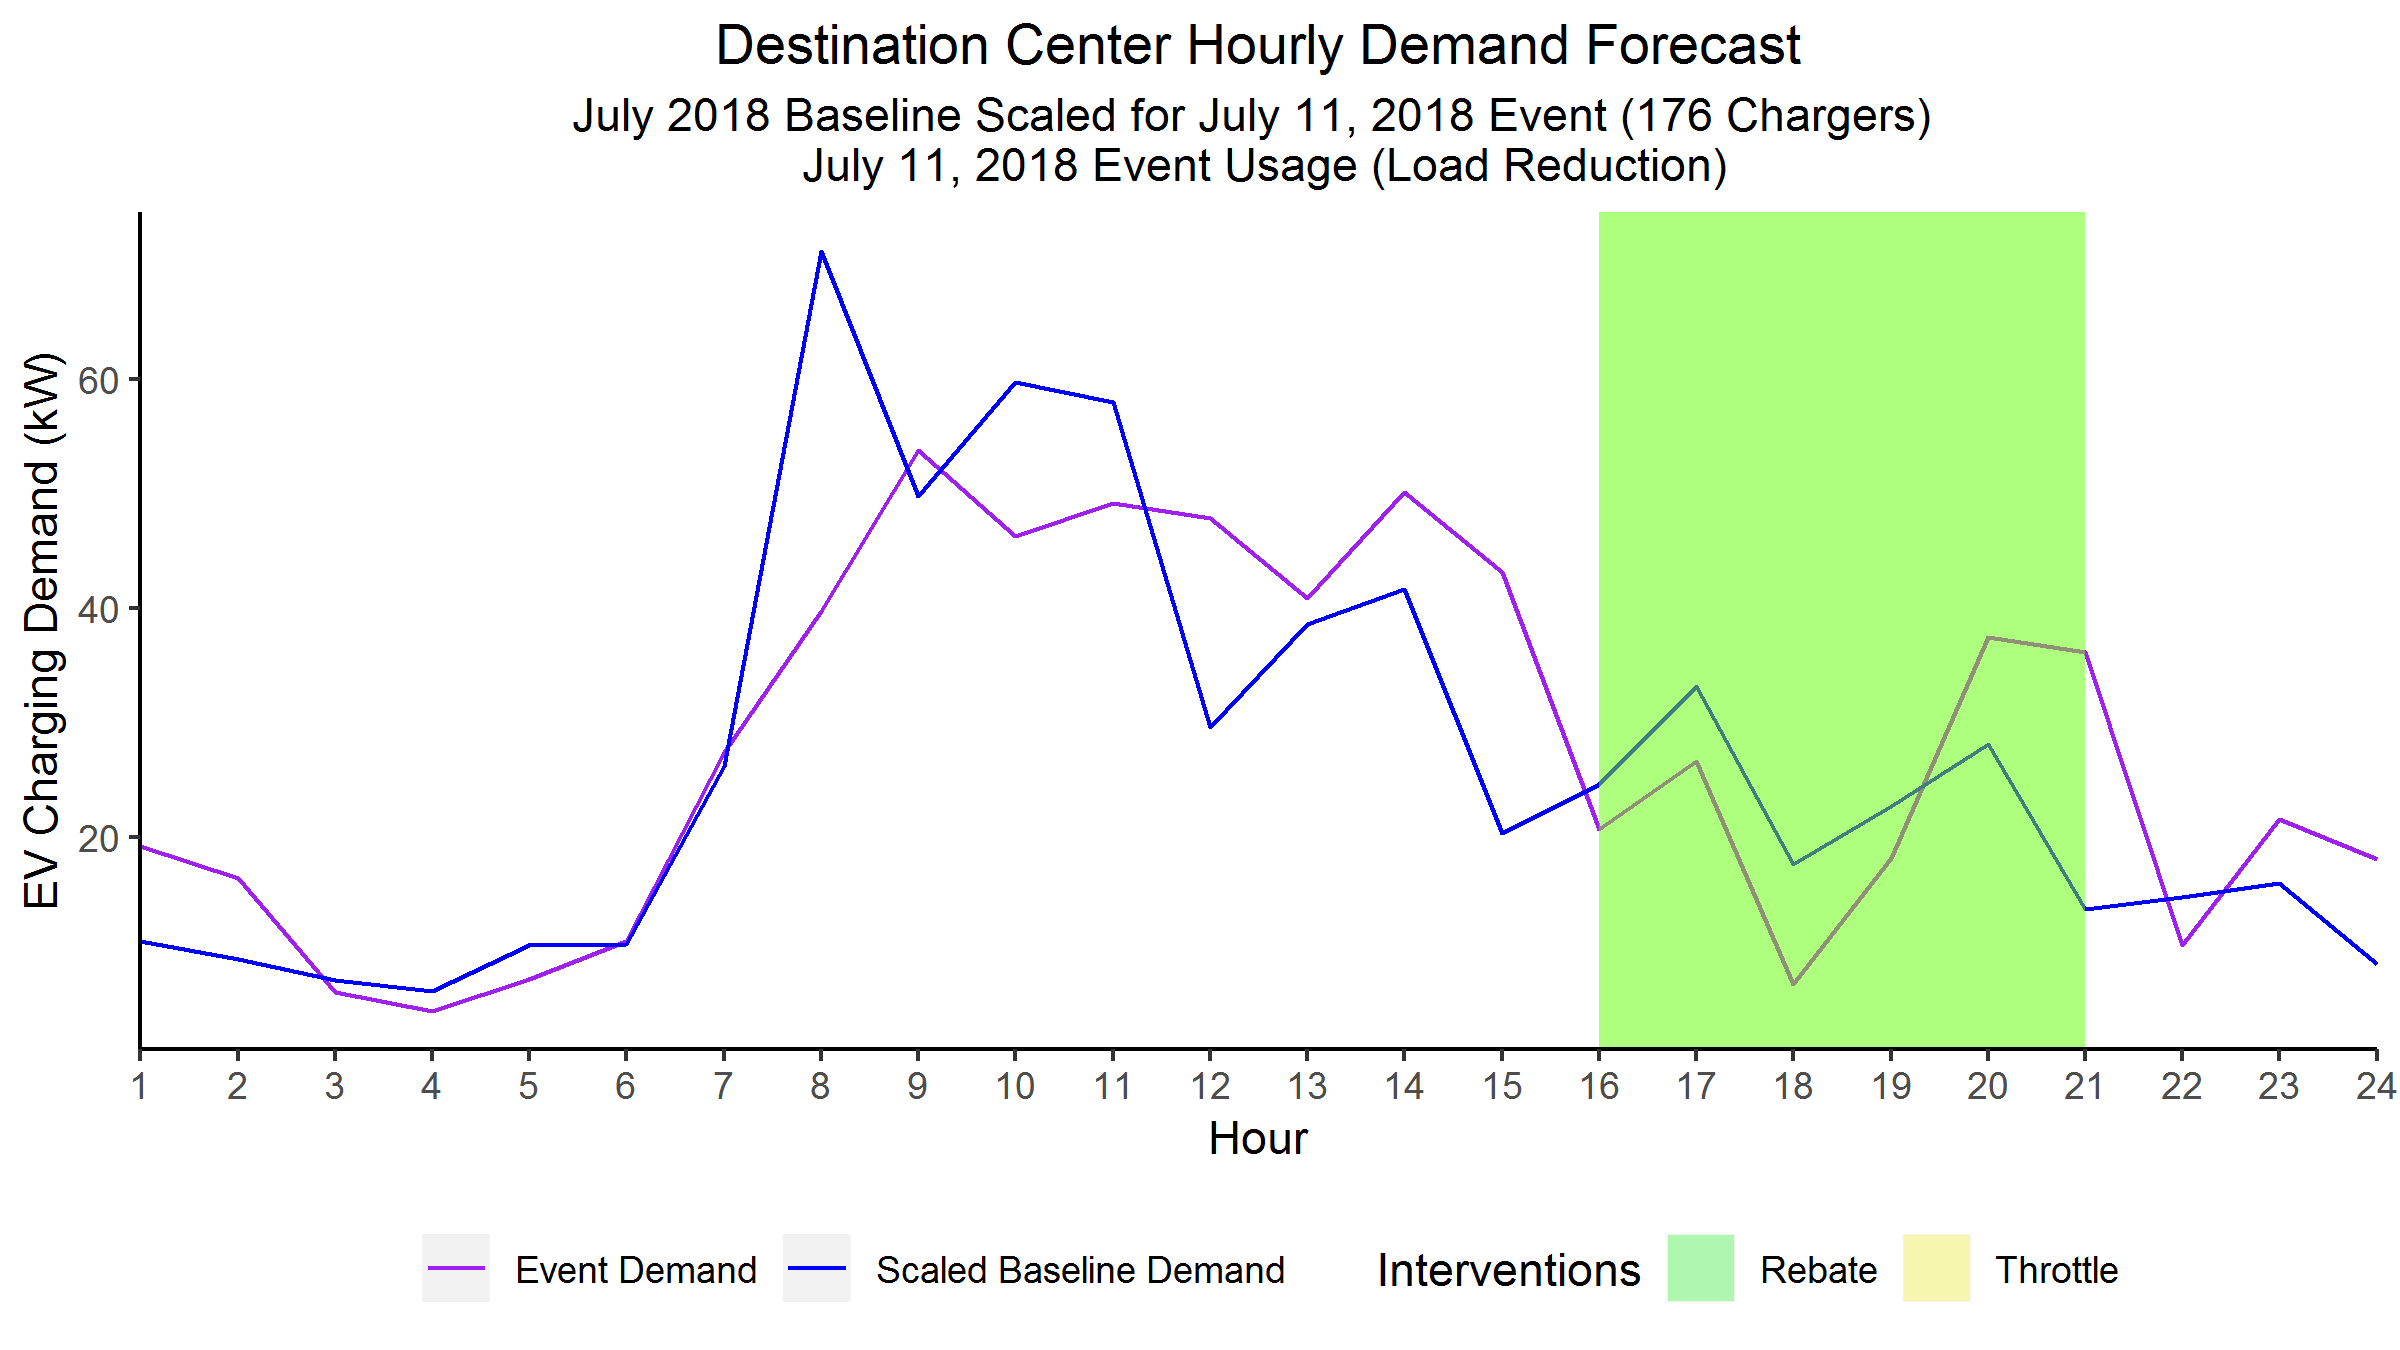 Destination Center Hourly Demand Forecast
July 2018 Baseline Scaled for July 11, 2018 Event (176 Chargers)
July 11, 2018 Event Usage (Load Reduction)
EV Charging Demand (kW)
60
40
20
1 2 3 4 5 6 7 8 9 10 11 12 13 14 15 16 17 18 19 20 21 22 23 24
Hour
Event Demand Scaled Baseline Demand Interventions Rebate Throttle